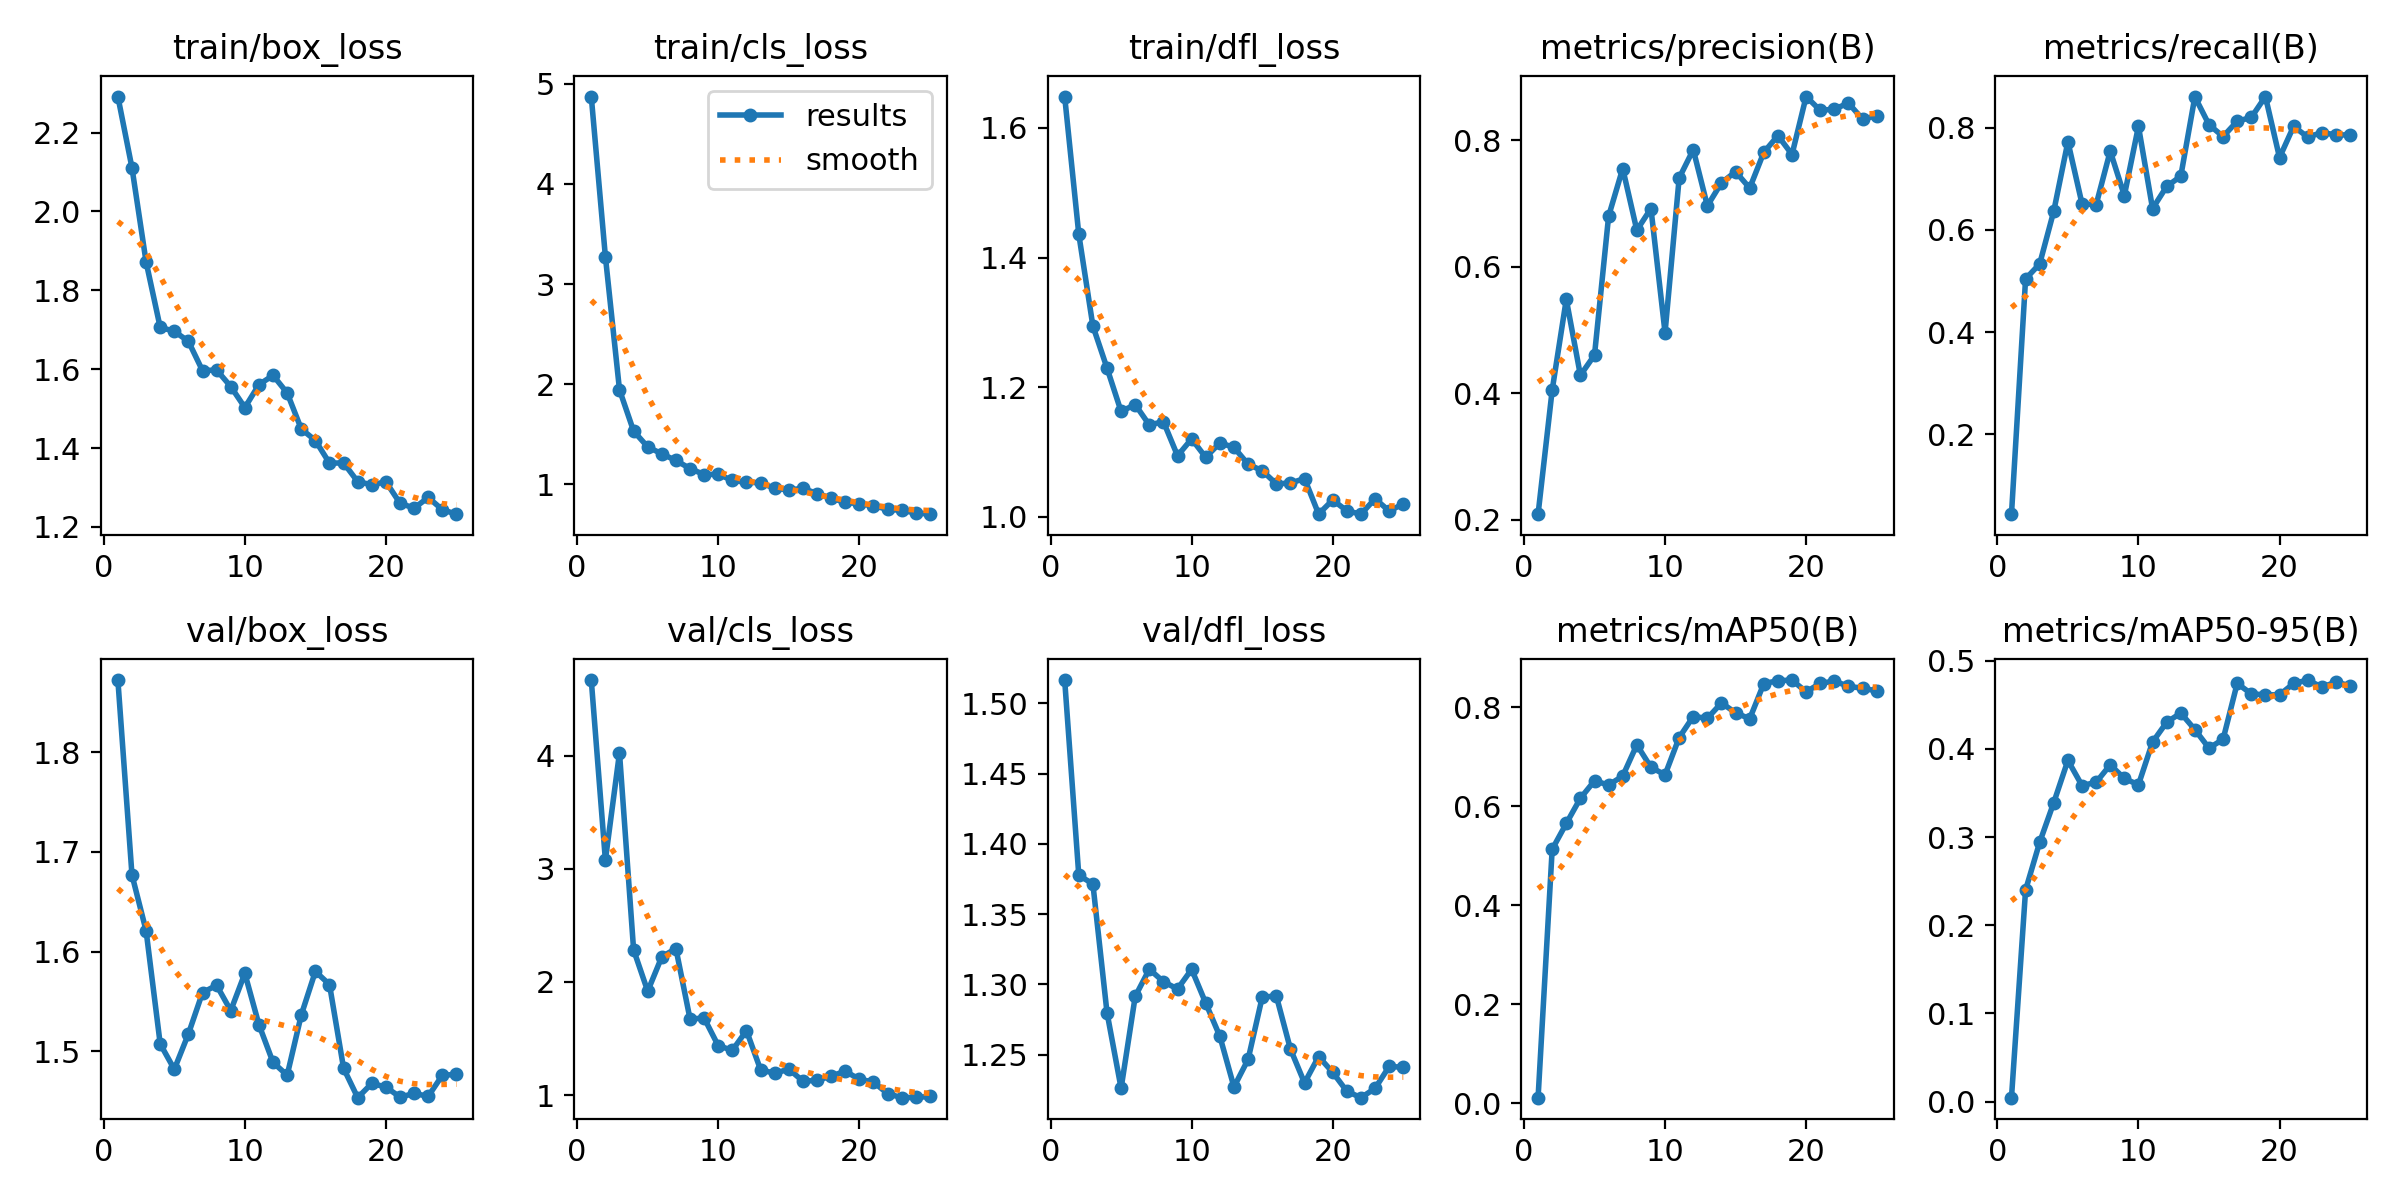 train/box_loss
2.2
2.0
1.8
1.6
1.4
1.2
0 10 20
train/cls_loss
results
smooth
5
4
3
2
1
0 10 20
train/dfl_loss
1.6
1.4
1.2
1.0
0 10 20
metrics/precision(B)
0.8
0.6
0.4
0.2
0 10 20
metrics/recall(B)
0.8
0.6
0.4
0.2
0 10 20
val/box_loss
1.8
1.7
1.6
1.5
0 10 20
val/cls_loss
4
3
2
1
0 10 20
val/dfl_loss
1.50
1.45
1.40
1.35
1.30
1.25
0 10 20
metrics/mAP50(B)
0.8
0.6
0.4
0.2
0.0
0 10 20
metrics/mAP50-95(B)
0.5
0.4
0.3
0.2
0.1
0.0
0 10 20